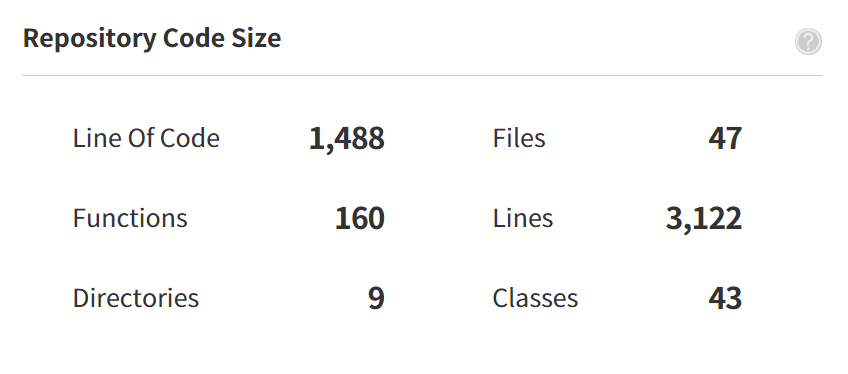 Repository Code Size
?
Line Of Code 1,488 Files 47
Functions 160 Lines 3,122
Directories 9 Classes 43